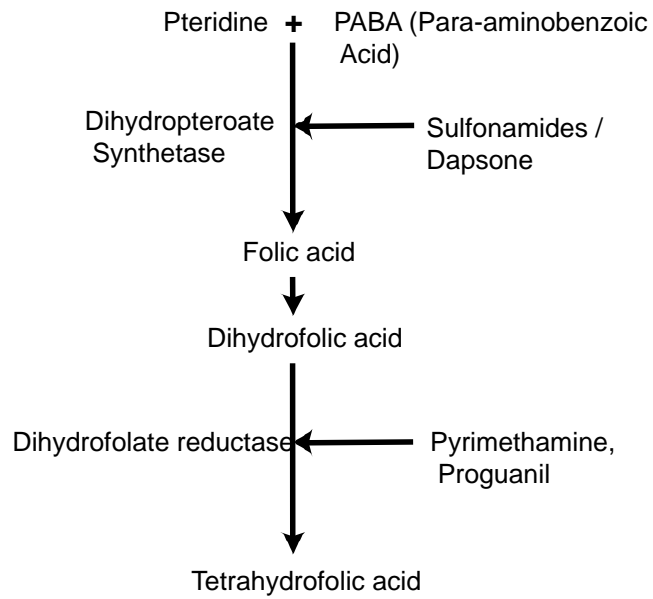 Pteridine + PABA (Para-aminobenzoic
Acid)
Dihydropteroate
Synthetase
Sulfonamides /
Dapsone
Folic acid
Dihydrofolic acid
Dihydrofolate reductase
Pyrimethamine,
Proguanil
Tetrahydrofolic acid